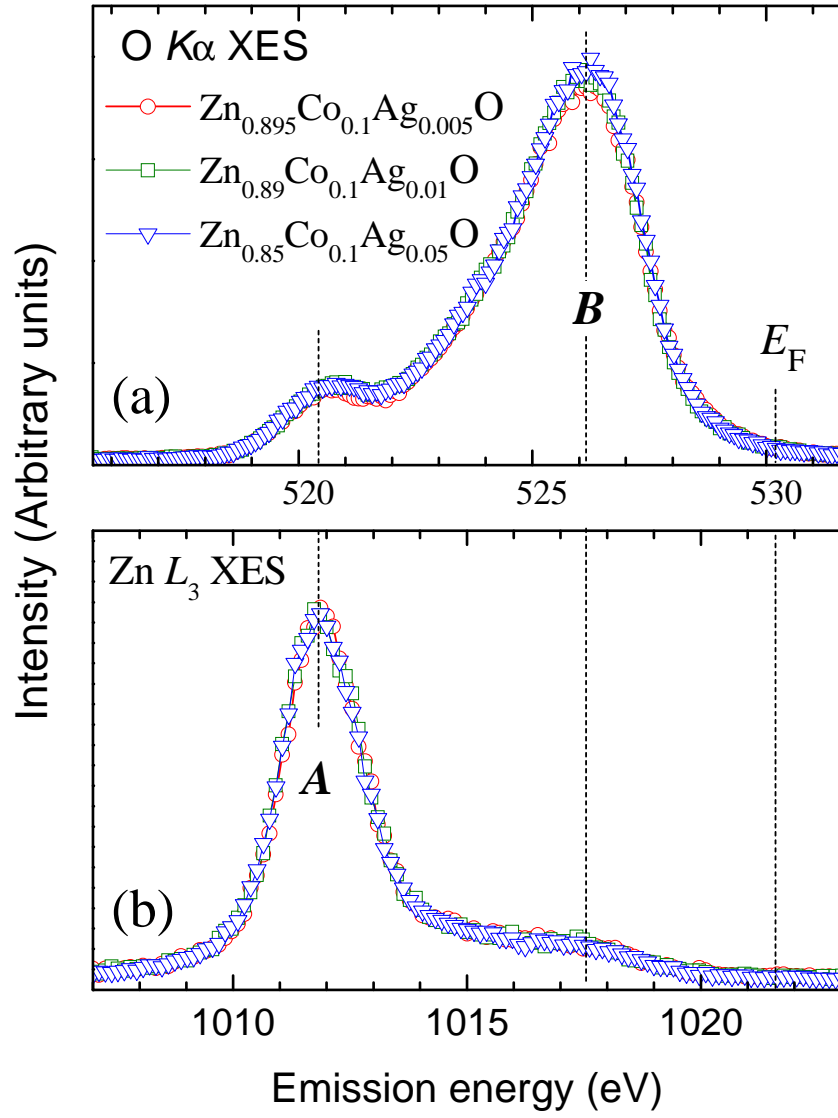 O Kα XES
Zn0.895Co0.1Ag0.005O
Zn0.89Co0.1Ag0.01O
Zn0.85Co0.1Ag0.05O
B
EF
(a)
520 525 530
Intensity (Arbitrary units)
Zn L3 XES
A
(b)
1010 1015 1020
Emission energy (eV)